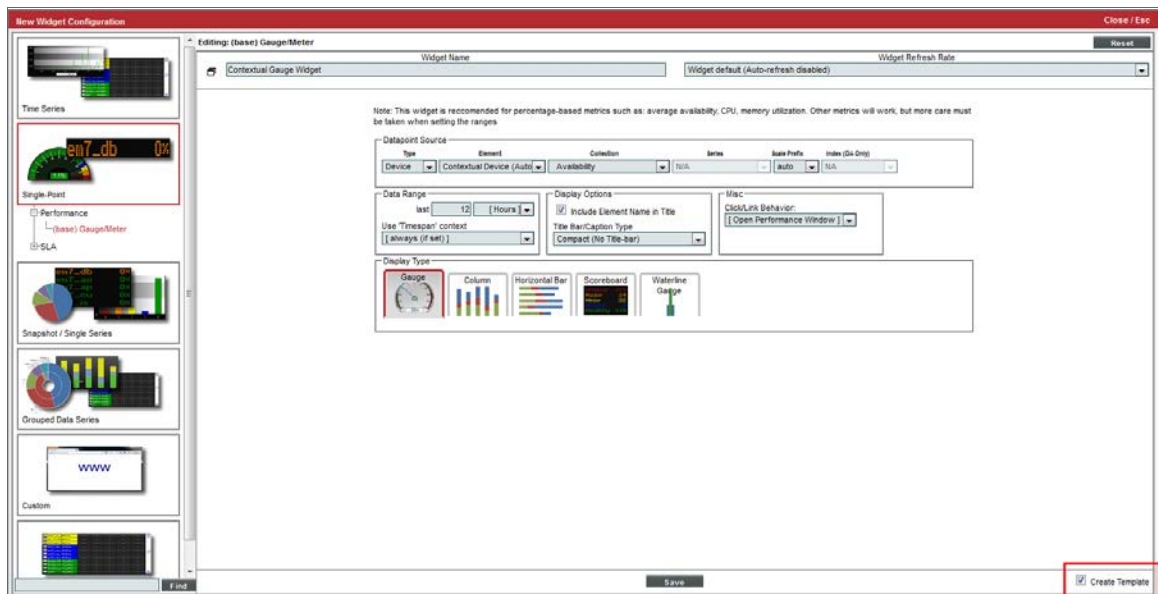 New Widget Configuration
Close / Esc
Editing: (base) Gauge/Meter
Reset
Widget Name
Widget Refresh Rate
Contextual Gauge Widget
Widget default (Auto-refresh disabled)
Time Series
em7_db 0%
Single-Point
Performance
(base) Gauge/Meter
SLA
Snapshot / Single Series
Grouped Data Series
www
Custom
Find
Note: This widget is reccomended for percentage-based metrics such as: average availability, CPU, memory utilization. Other metrics will work, but more care must
be taken when setting the ranges
Datapoint Source
Type Element Collection Series Scale Prefix Index (DA Only)
Device Contextual Device (Auto Availability N/A auto NA
Data Range
last 12 [Hours]
Use 'Timespan' context
[ always (if set) ]
Display Options
Include Element Name in Title
Title Bar/Caption Type
Compact (No Title-bar)
Misc
Click/Link Behavior:
[ Open Performance Window ]
Display Type
Gauge
Column
Horizontal Bar
Scoreboard
Waterline
Gauge
Save
Create Template